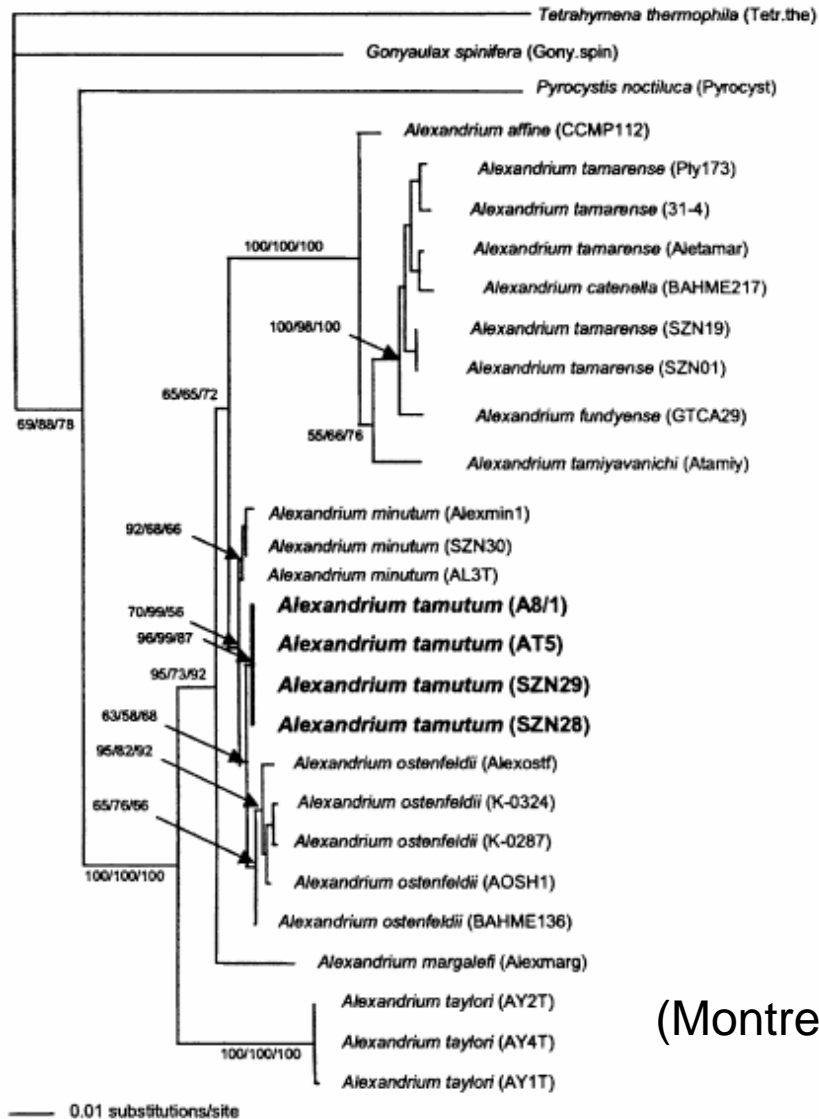 Tetrahymena thermophila (Tetr.the)
Gonyaulax spinifera (Gony.spin)
Pyrocystis noctiluca (Pyrocyst)
Alexandrium affine (CCMP112)
Alexandrium tamarense (Ply173)
Alexandrium tamarense (31-4)
100/100/100
Alexandrium tamarense (Aletamar)
Alexandrium catenella (BAHME217)
100/98/100
Alexandrium tamarense (SZN19)
Alexandrium tamarense (SZN01)
65/65/72
Alexandrium fundyense (GTCA29)
69/88/78
55/66/76
Alexandrium tamiyavanichi (Atamiy)
Alexandrium minutum (Alexmin1)
92/68/66
Alexandrium minutum (SZN30)
Alexandrium minutum (AL3T)
70/99/56
Alexandrium tamutum (A8/1)
96/99/87
Alexandrium tamutum (AT5)
95/73/92
Alexandrium tamutum (SZN29)
63/58/68
Alexandrium tamutum (SZN28)
95/82/92
Alexandrium ostenfeldii (Alexostf)
65/76/66
Alexandrium ostenfeldii (K-0324)
Alexandrium ostenfeldii (K-0287)
100/100/100
Alexandrium ostenfeldii (AOSH1)
Alexandrium ostenfeldii (BAHME136)
Alexandrium margalefi (Alexmarg)
Alexandrium taylori (AY2T)
(Montre
Alexandrium taylori (AY4T)
100/100/100
Alexandrium taylori (AY1T)
0.01 substitutions/site